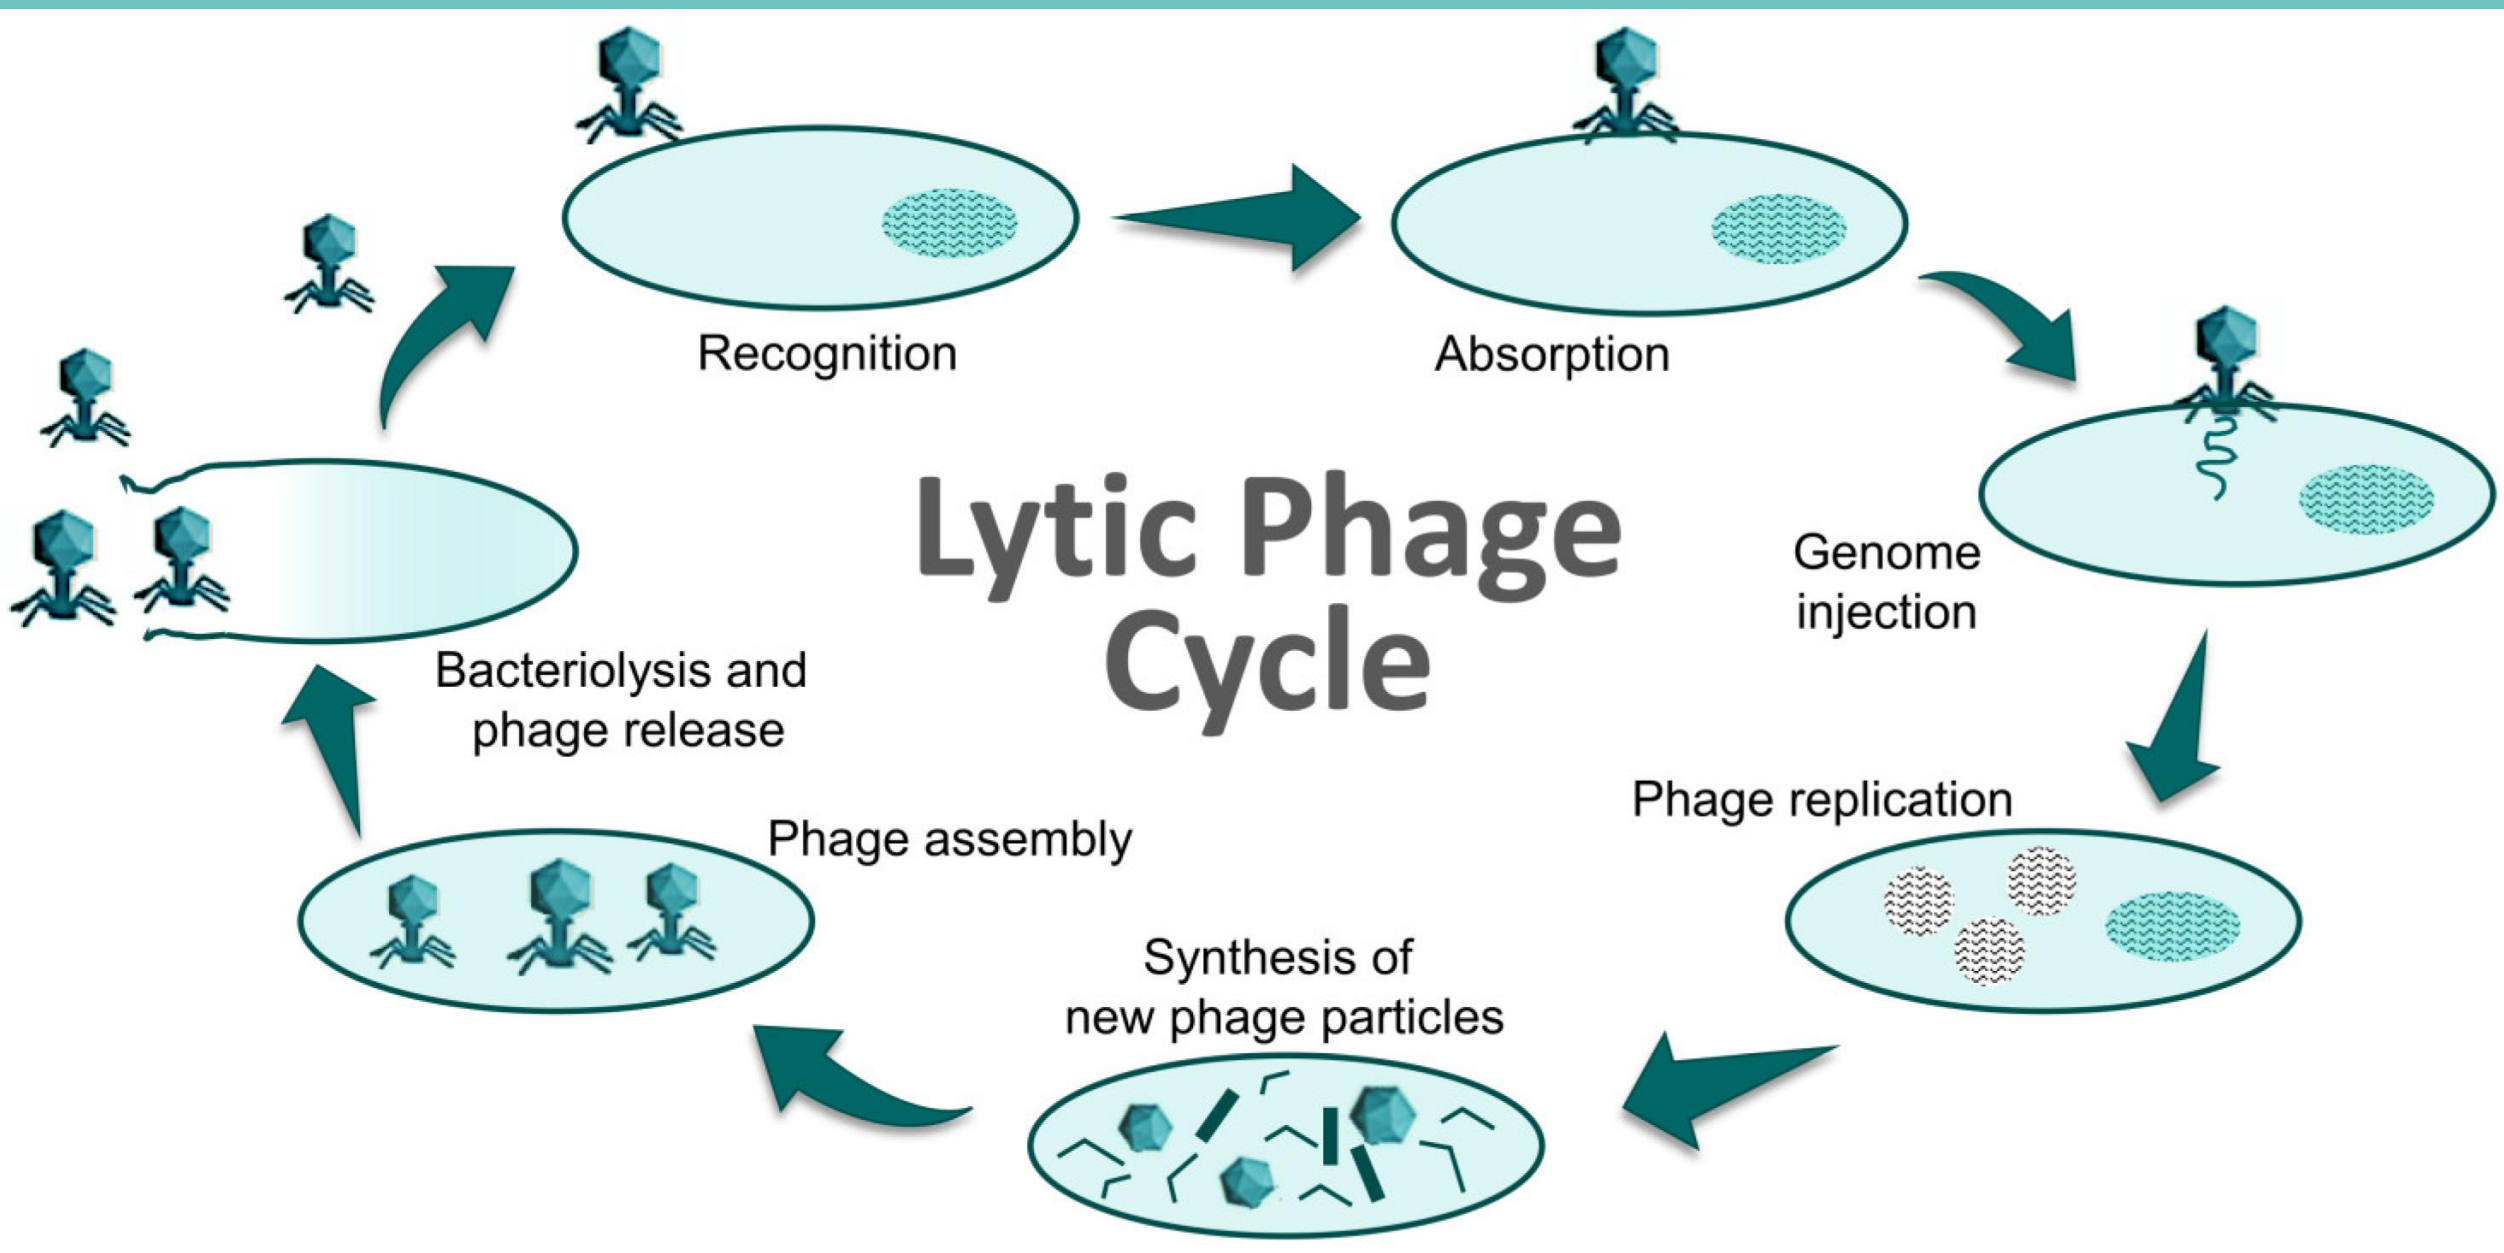 Recognition
Absorption
Genome
injection
Phage replication
Synthesis of
new phage particles
Phage assembly
Bacteriolysis and
phage release
Lytic Phage
Cycle